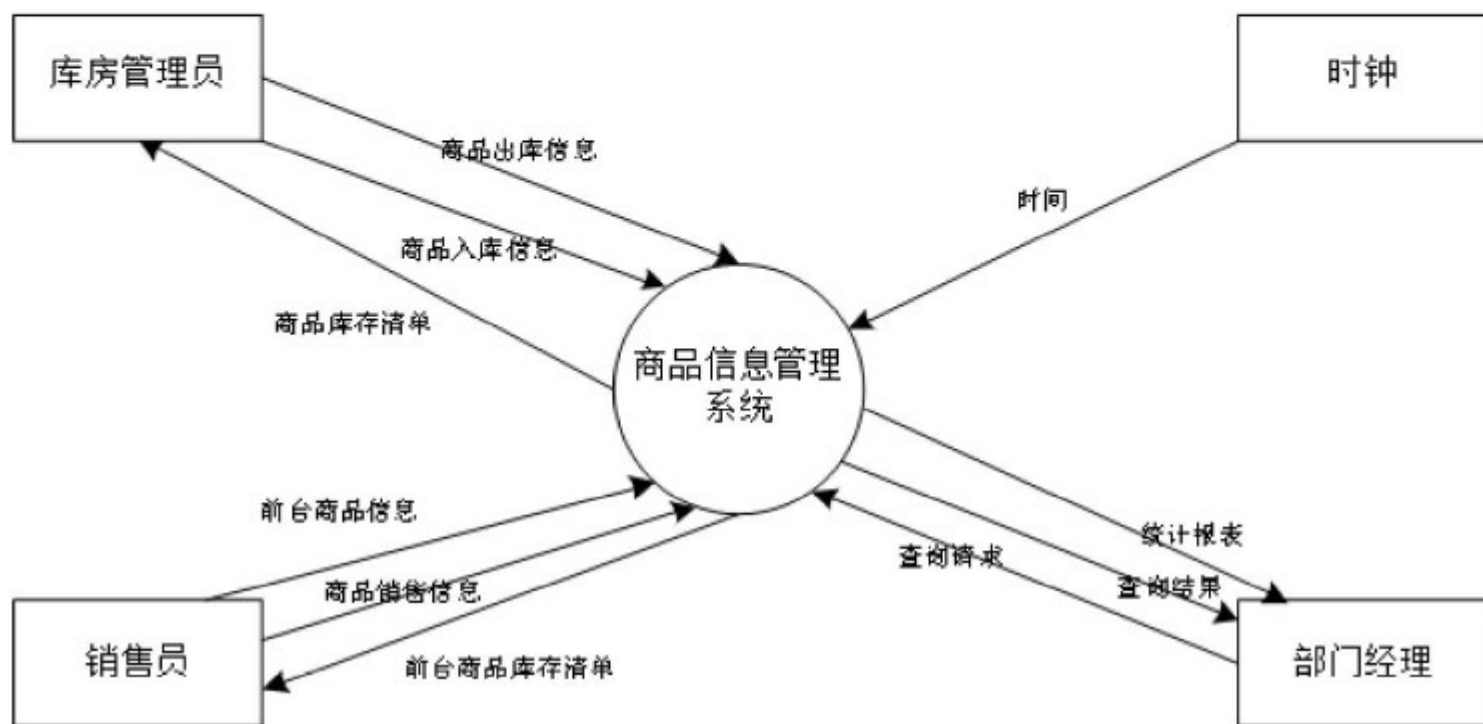 库房管理员
时钟
商品出库信息
时间
商品入库信息
商品库存清单
商品信息管理
系统
前台商品信息
统计报表
查询请求
商品销售信息
查询结果
销售员
前台商品库存清单
部门经理